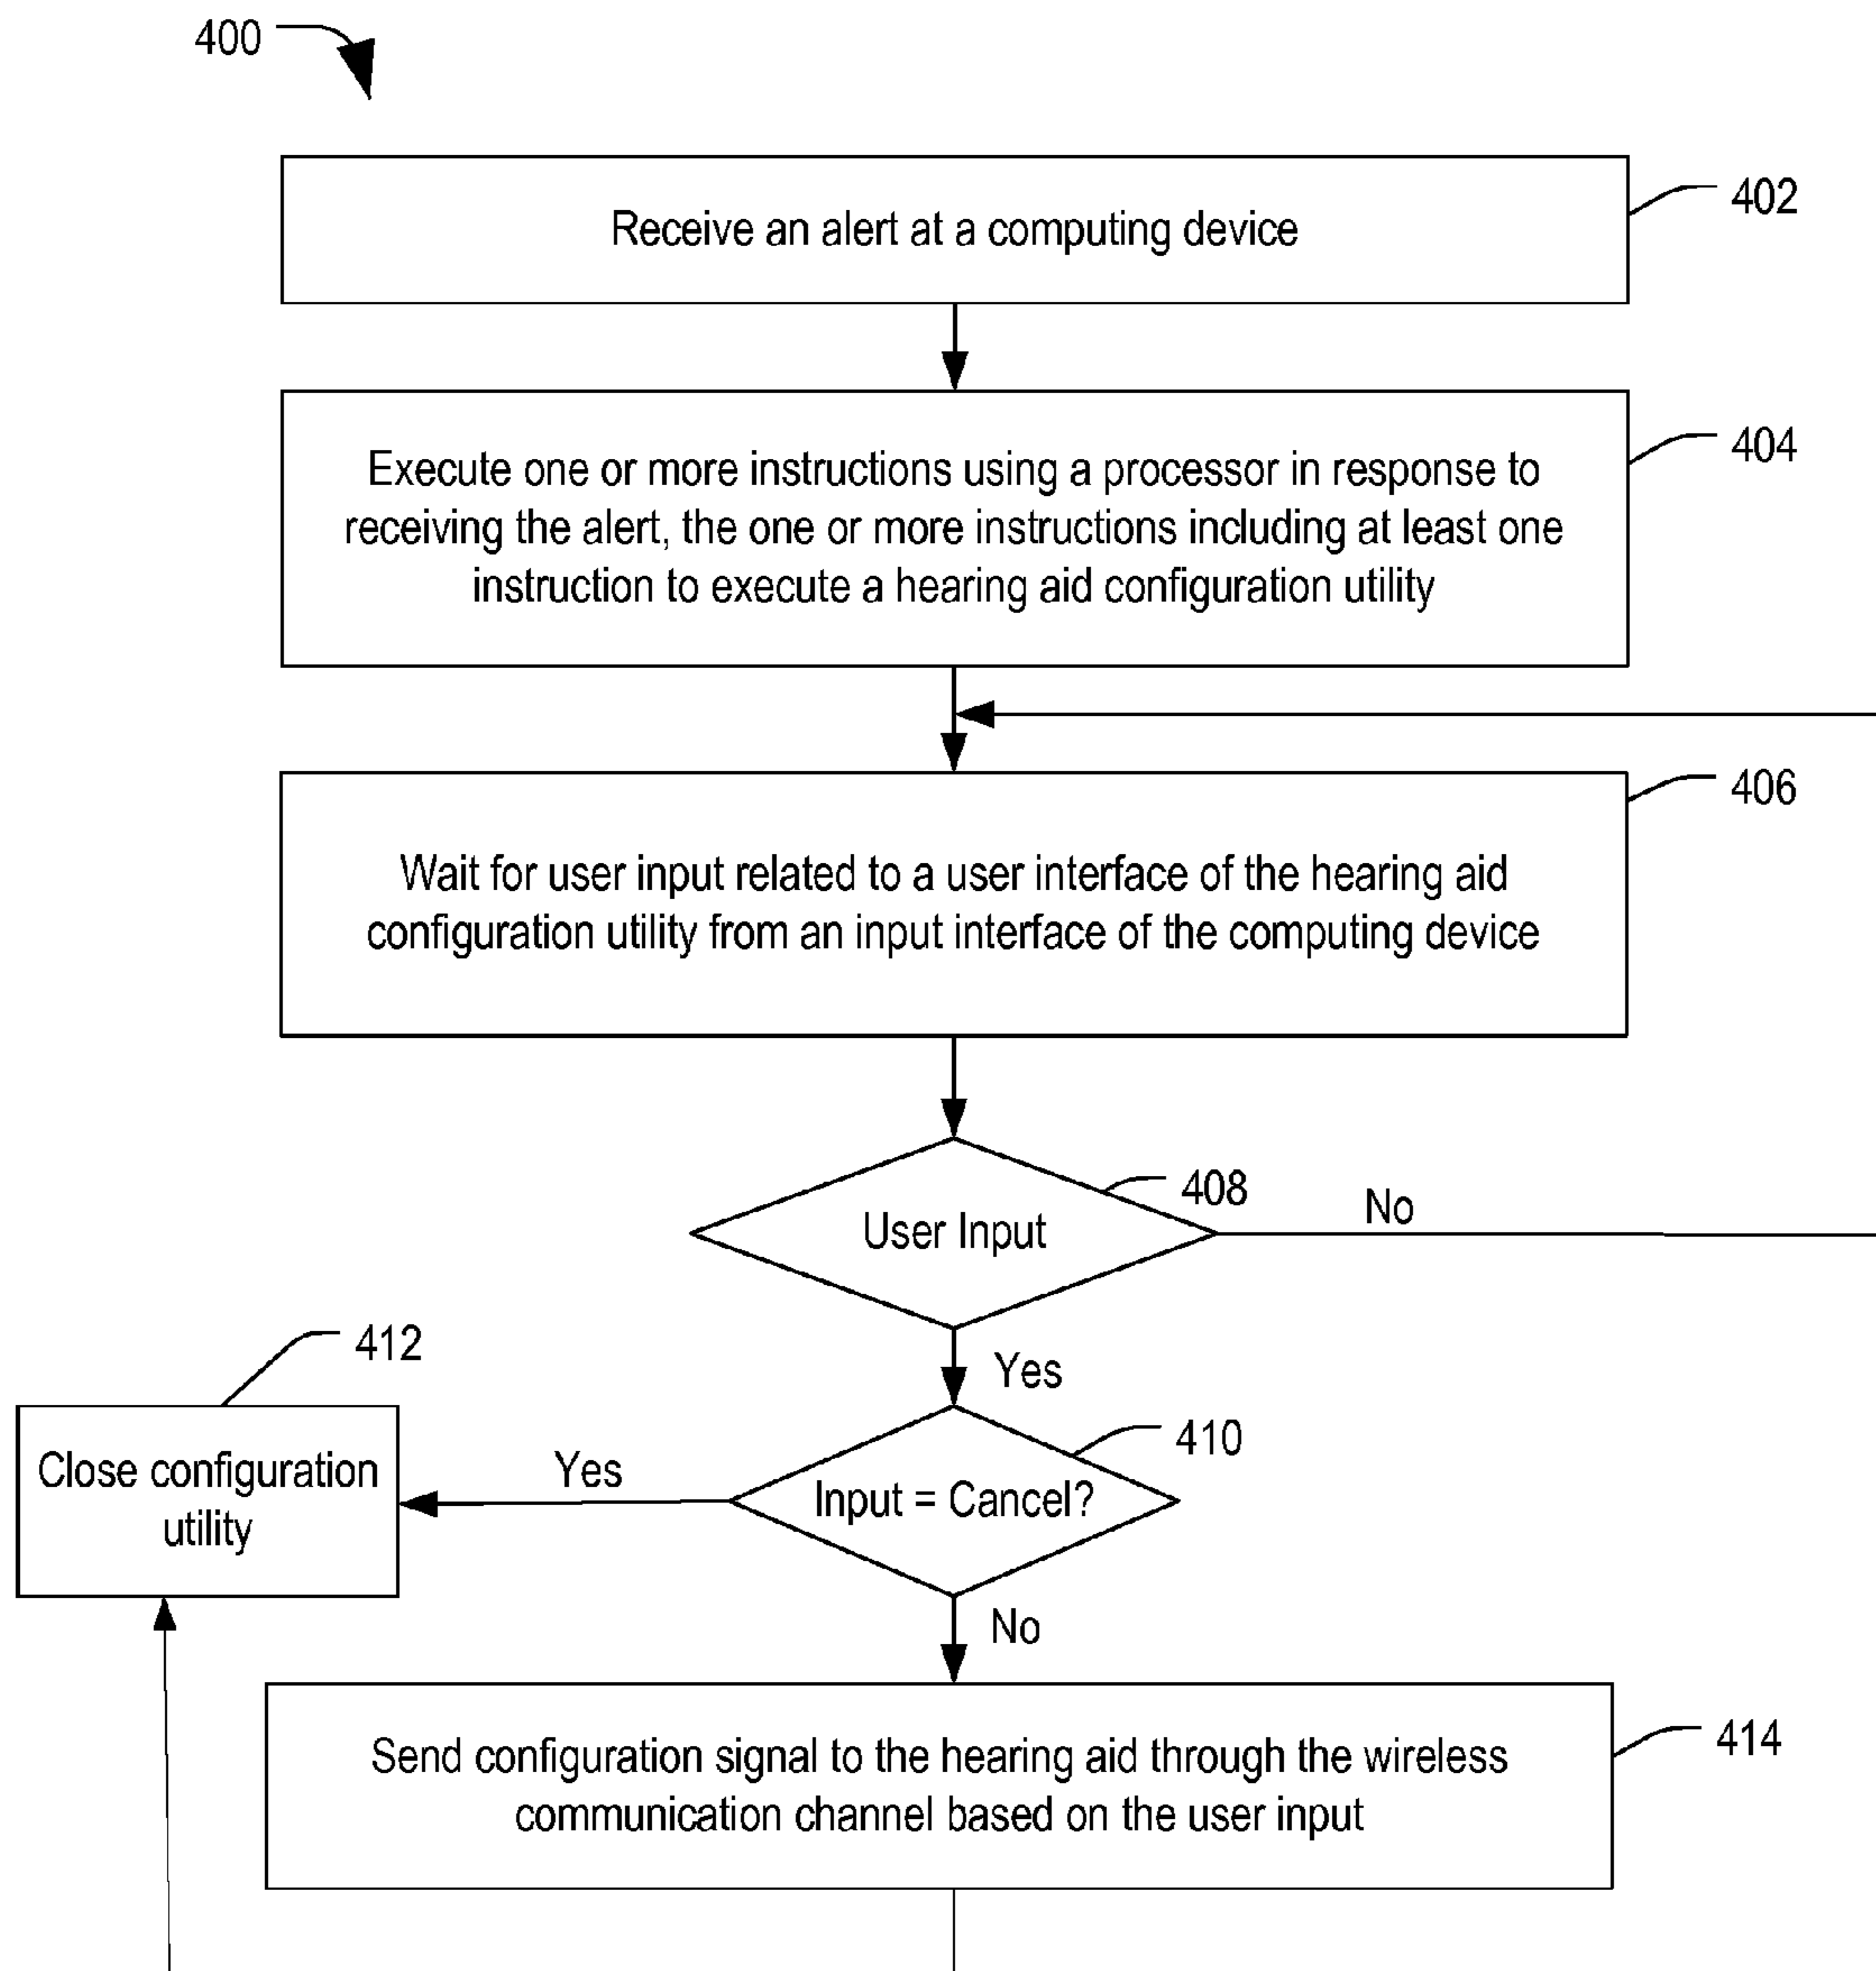 400
Receive an alert at a computing device
402
Execute one or more instructions using a processor in response to
receiving the alert, the one or more instructions including at least one
instruction to execute a hearing aid configuration utility
404
Wait for user input related to a user interface of the hearing aid
configuration utility from an input interface of the computing device
406
User Input
408
No
Yes
412
Close configuration
utility
Yes
Input = Cancel?
410
No
Send configuration signal to the hearing aid through the wireless
communication channel based on the user input
414